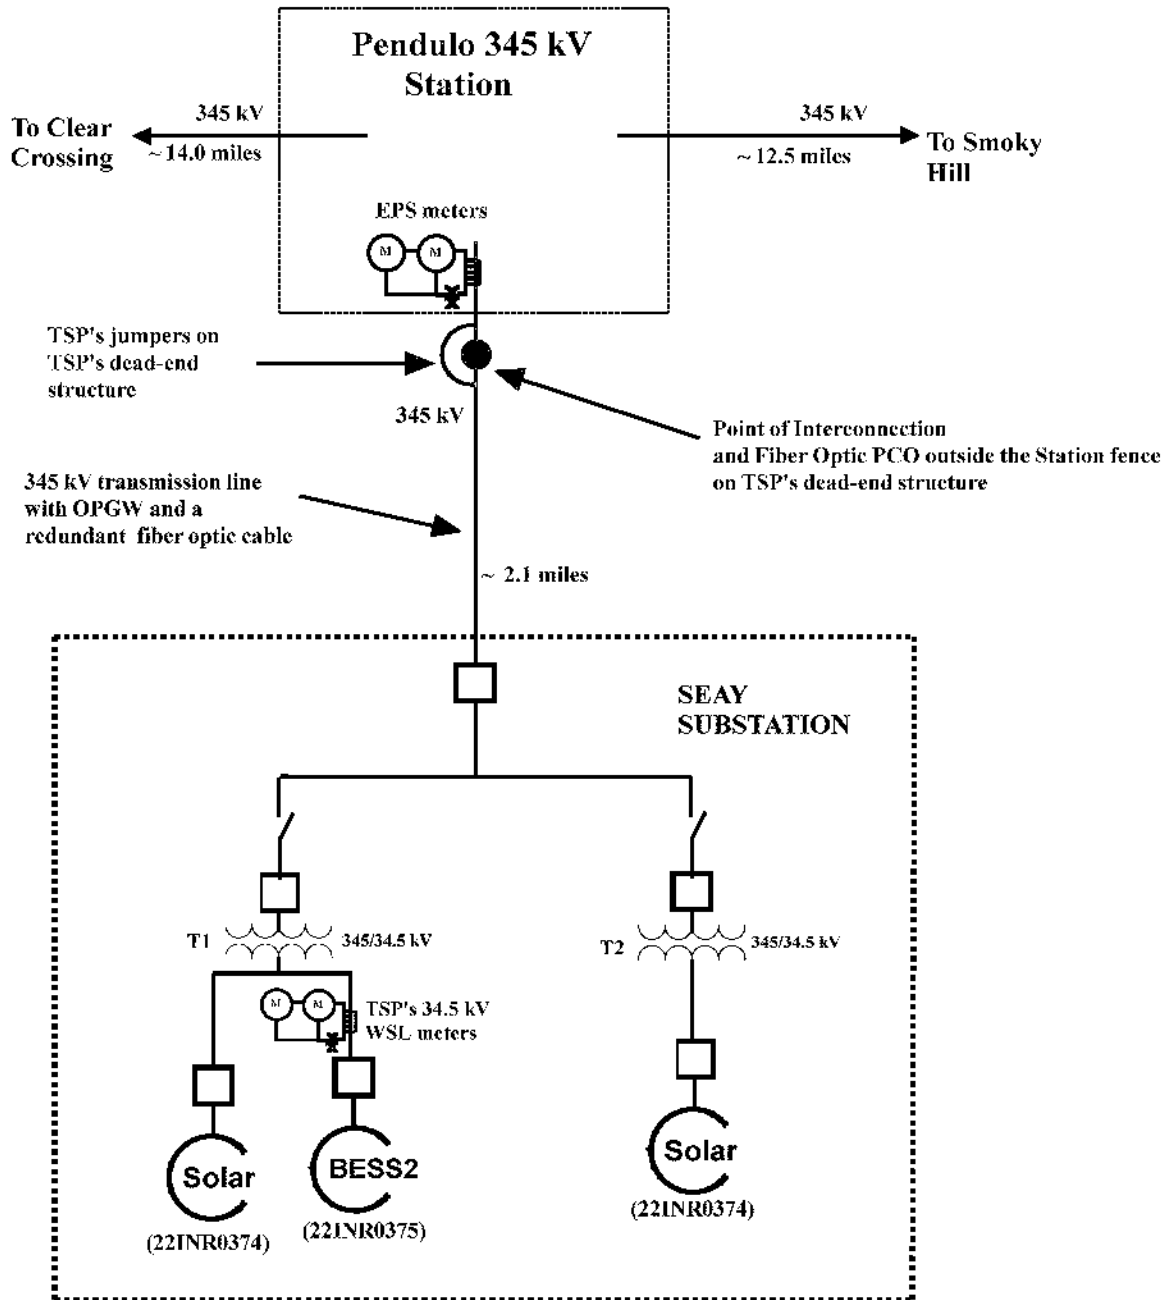 Pendulo 345 kV
Station
345 kV
345 kV
To Clear
Crossing
~14.0 miles
~ 12.5 miles
To Smoky
Hill
EPS meters
M
M
TSP's jumpers on
TSP's dead-end
structure
345 kV
Point of Interconnection
and Fiber Optic PCO outside the Station fence
on TSP's dead-end structure
345 kV transmission line
with OPGW and a
redundant fiber optic cable
~ 2.1 miles
SEAY
SUBSTATION
T1
345/34.5 kV
T2
345/34.5 kV
M
M
TSP's 34.5 kV
WSL meters
Solar
BESS2
Solar
(22INR0374)
(22INR0375)
(22INR0374)